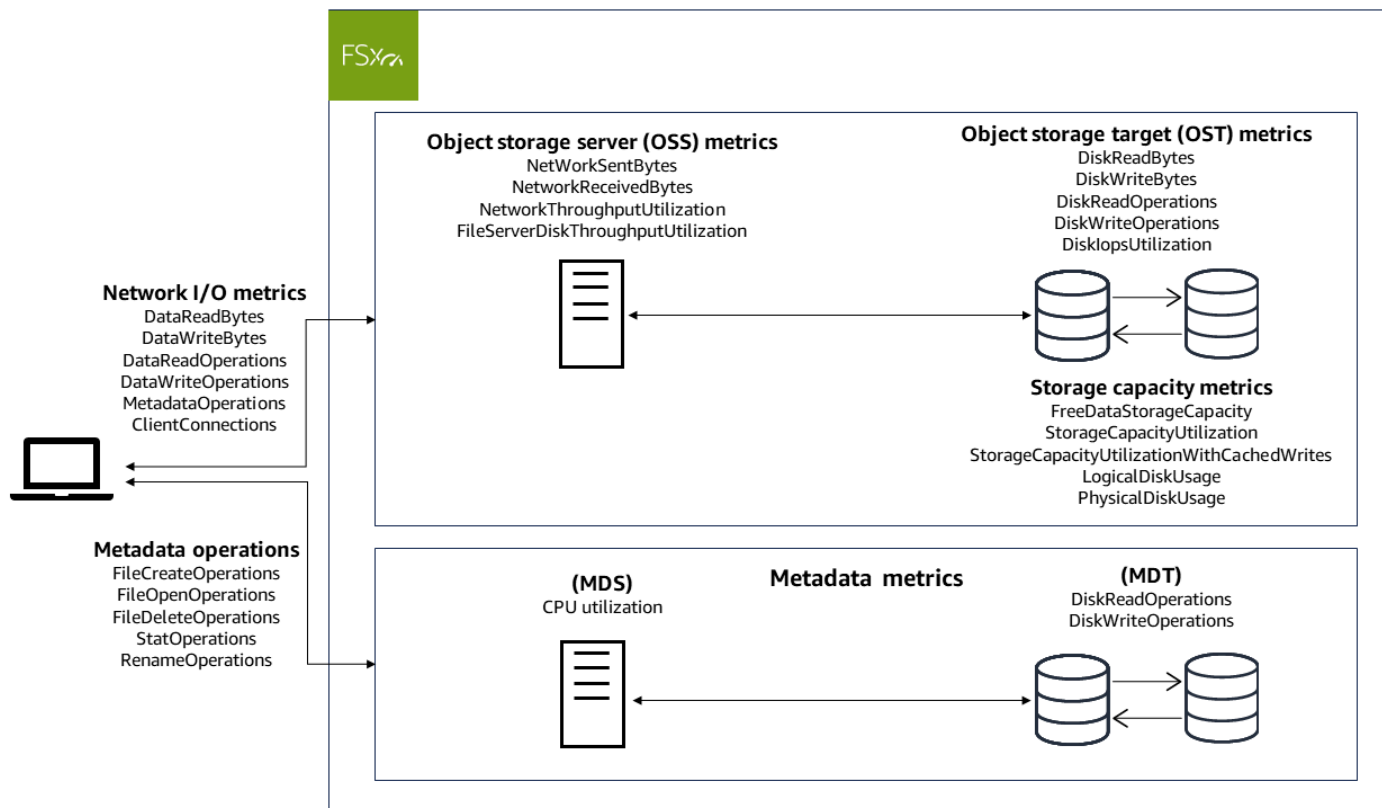 FSx
Object storage server (OSS) metrics
NetWorkSentBytes
NetworkReceivedBytes
NetworkThroughputUtilization
FileServerDiskThroughputUtilization
Object storage target (OST) metrics
DiskReadBytes
DiskWriteBytes
DiskReadOperations
DiskWriteOperations
DiskIopsUtilization
Network I/O metrics
DataReadBytes
DataWriteBytes
DataReadOperations
DataWriteOperations
MetadataOperations
ClientConnections
Storage capacity metrics
FreeDataStorageCapacity
StorageCapacityUtilization
StorageCapacityUtilizationWithCachedWrites
LogicalDiskUsage
PhysicalDiskUsage
Metadata operations
FileCreateOperations
FileOpenOperations
FileDeleteOperations
StatOperations
RenameOperations
(MDS)
CPU utilization
Metadata metrics
(MDT)
DiskReadOperations
DiskWriteOperations